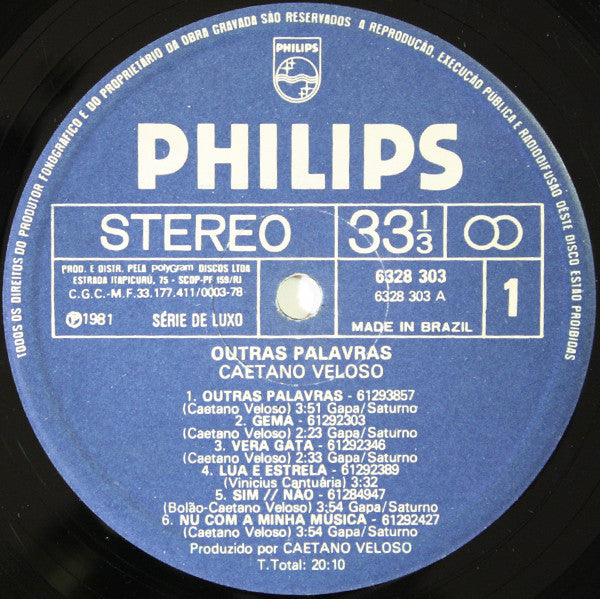 TODOS OS DIREITOS DO PRODUTOR FONOGRÁFICO E DO PROPRIETÁRIO DA OBRA GRAVADA SÃO RESERVADOS A REPRODUÇÃO, EXECUÇÃO PÚBLICA E RADIODIFUSÃO DÊSTE DISCO ESTÃO PROIBIDAS
PHILIPS
PHILIPS
STEREO
33 1/3
PROD. E DISTR. PELA polyGram DISCOS LTDA
ESTRADA ITAPICURÚ, 75 - SCDP-PF 159/RJ
C.G.C.-M.F.33.177.411/0003-78
Ⓟ1981 SÉRIE DE LUXO
6328 303
6328 303 A
MADE IN BRAZIL
1
OUTRAS PALAVRAS
CAETANO VELOSO
1. OUTRAS PALAVRAS - 61293857
(Caetano Veloso) 3:51 Gapa/Saturno
2. GEMA - 61292303
(Caetano Veloso) 2:23 Gapa/Saturno
3. VERA GATA - 61292346
(Caetano Veloso) 2:33 Gapa/Saturno
4. LUA E ESTRELA - 61292389
(Vinicius Cantuária) 3:32
5. SIM // NÃO - 61284947
(Bolão-Caetano Veloso) 3:54 Gapa/Saturno
6. NU COM A MINHA MÚSICA - 61292427
(Caetano Veloso) 3:54 Gapa/Saturno
Produzido por CAETANO VELOSO
T.Total: 20:10